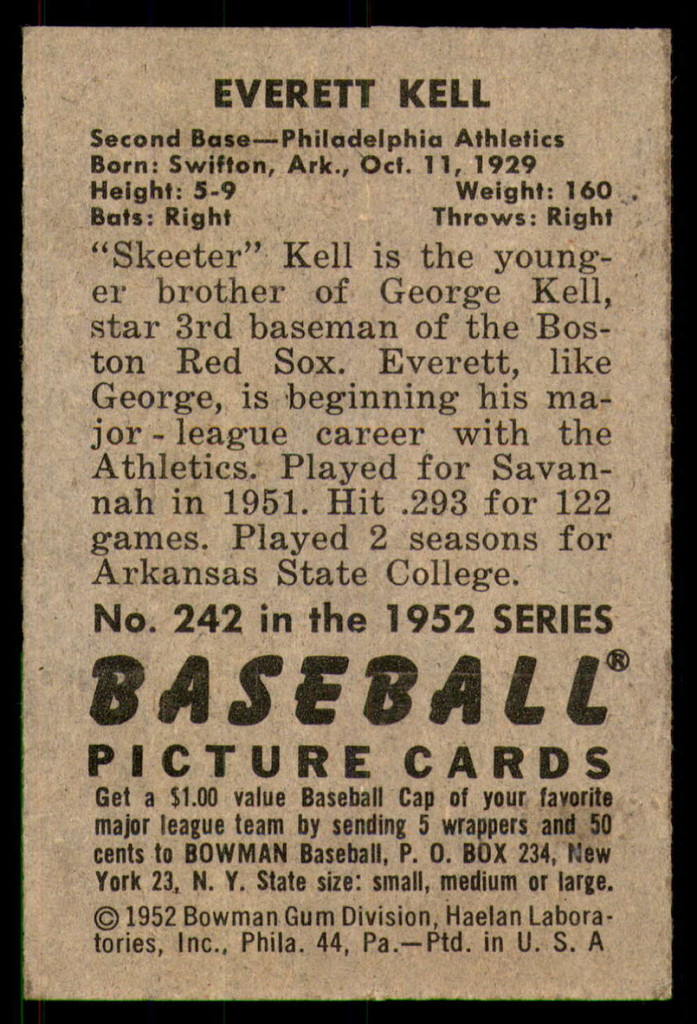 EVERETT KELL
Second Base—Philadelphia Athletics
Born: Swifton, Ark., Oct. 11, 1929
Height: 5-9 Weight: 160
Bats: Right Throws: Right
“Skeeter” Kell is the young-
er brother of George Kell,
star 3rd baseman of the Bos-
ton Red Sox. Everett, like
George, is beginning his ma-
jor - league career with the
Athletics. Played for Savan-
nah in 1951. Hit .293 for 122
games. Played 2 seasons for
Arkansas State College.
No. 242 in the 1952 SERIES
BASEBALL®
PICTURE CARDS
Get a $1.00 value Baseball Cap of your favorite
major league team by sending 5 wrappers and 50
cents to BOWMAN Baseball, P. O. BOX 234, New
York 23, N. Y. State size: small, medium or large.
© 1952 Bowman Gum Division, Haelan Labora-
tories, Inc., Phila. 44, Pa.—Ptd. in U. S. A